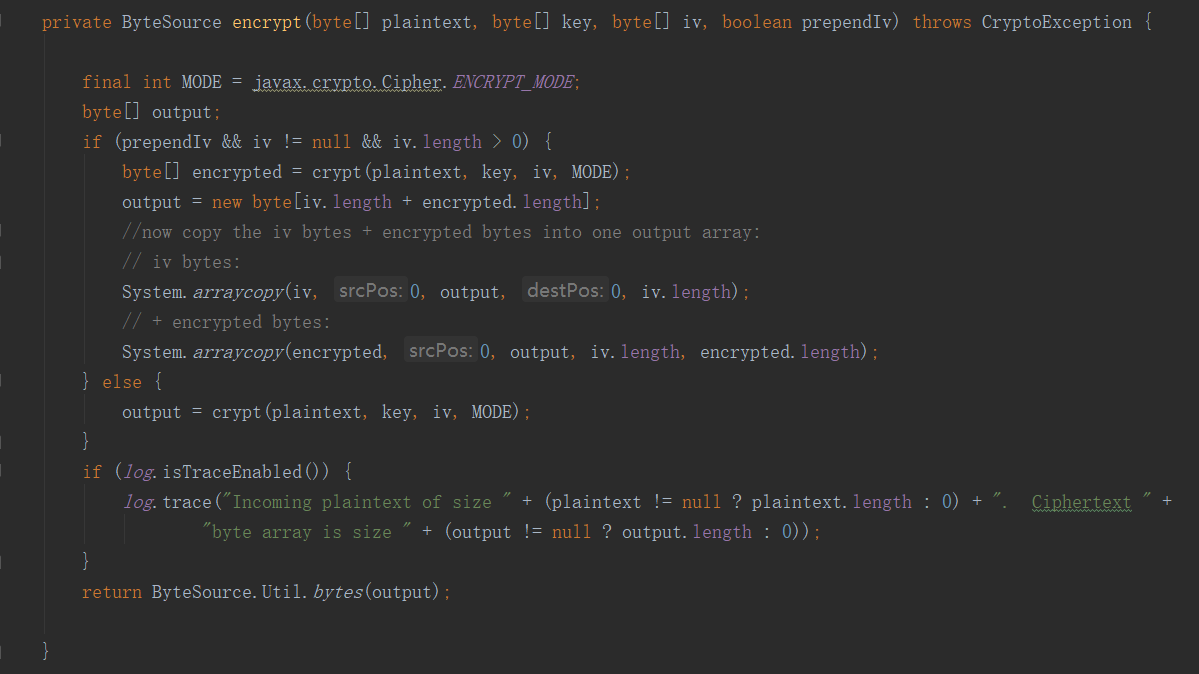 private ByteSource encrypt(byte[] plaintext, byte[] key, byte[] iv, boolean prependIv) throws CryptoException {
final int MODE = javax.crypto.Cipher.ENCRYPT_MODE;
byte[] output;
if (prependIv && iv != null && iv.length > 0) {
byte[] encrypted = crypt(plaintext, key, iv, MODE);
output = new byte[iv.length + encrypted.length];
//now copy the iv bytes + encrypted bytes into one output array:
// iv bytes:
System.arraycopy(iv, srcPos: 0, output, destPos: 0, iv.length);
// + encrypted bytes:
System.arraycopy(encrypted, srcPos: 0, output, iv.length, encrypted.length);
} else {
output = crypt(plaintext, key, iv, MODE);
}
if (log.isTraceEnabled()) {
log.trace("Incoming plaintext of size " + (plaintext != null ? plaintext.length : 0) + ".  Ciphertext " +
"byte array is size " + (output != null ? output.length : 0));
}
return ByteSource.Util.bytes(output);
}